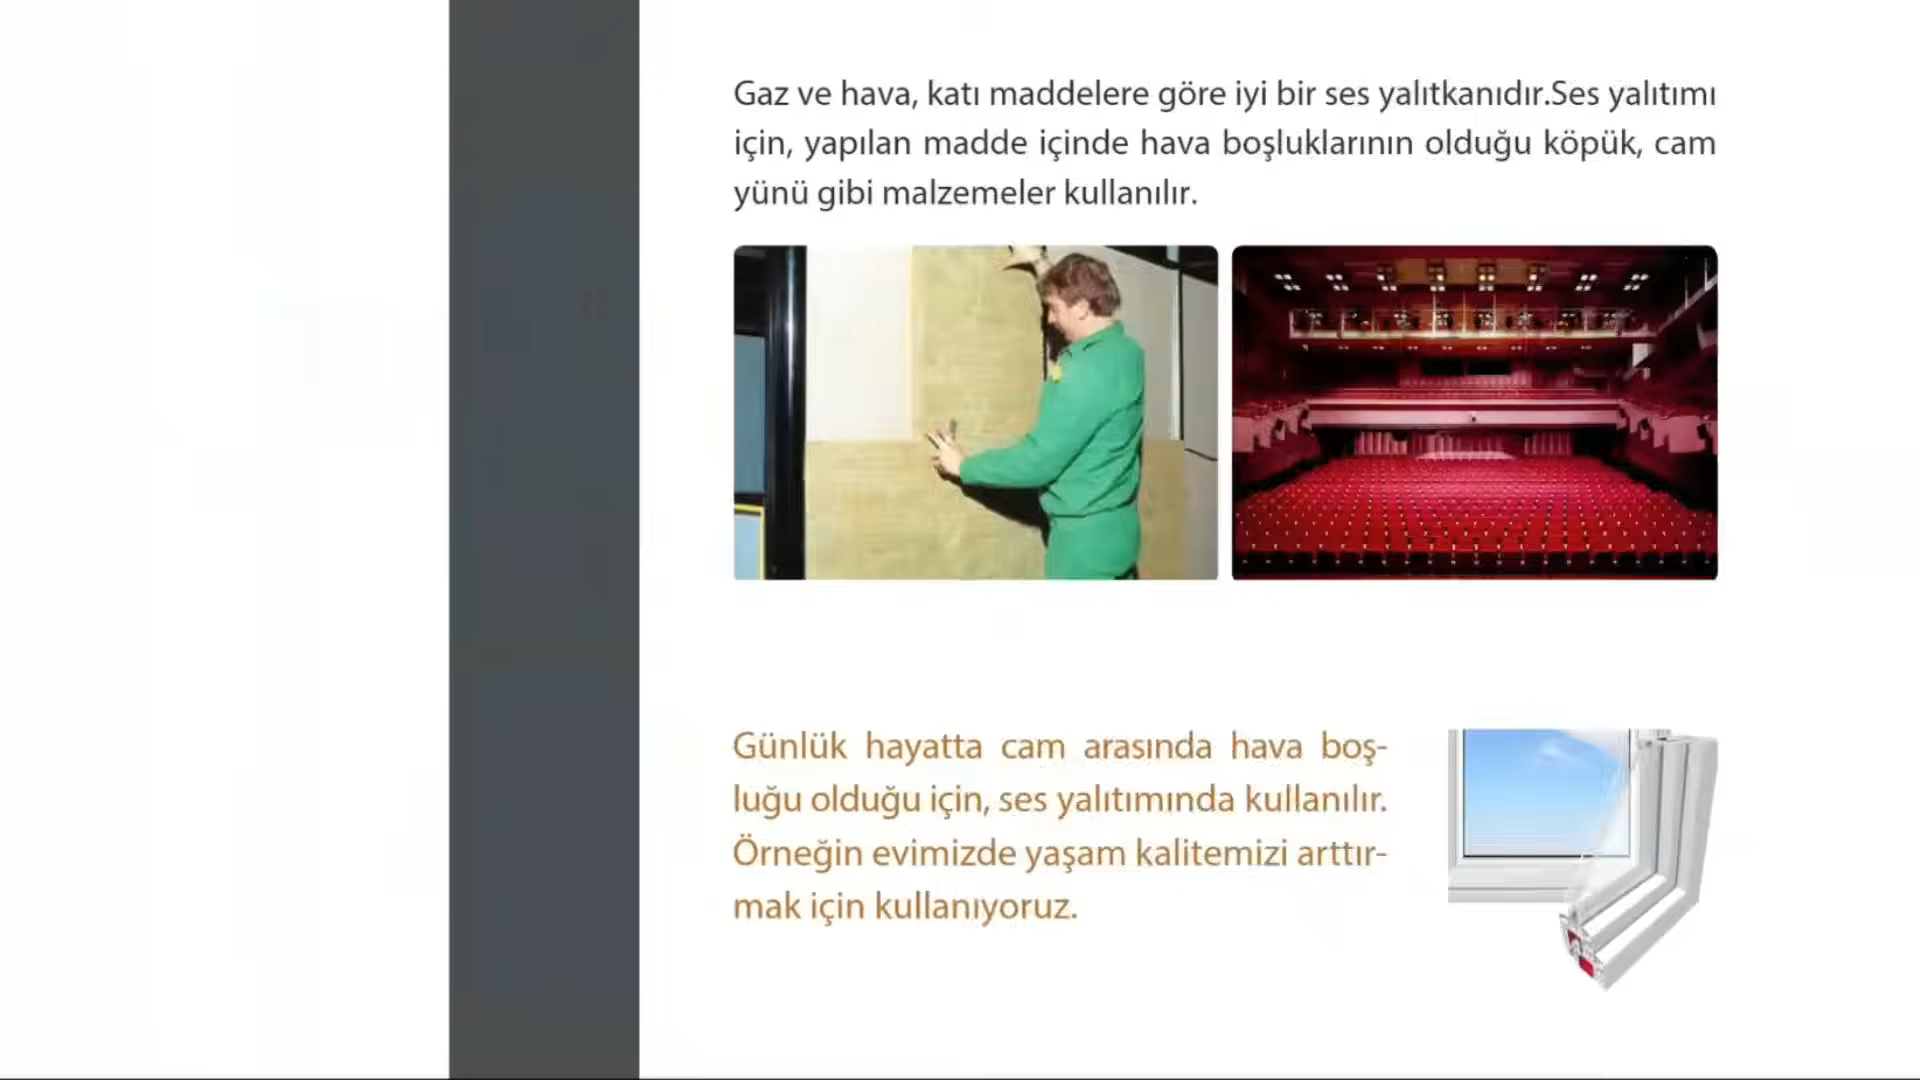 Gaz ve hava, katı maddelere göre iyi bir ses yalıtkanıdır.Ses yalıtımı
için, yapılan madde içinde hava boşluklarının olduğu köpük, cam
yünü gibi malzemeler kullanılır.
Günlük hayatta cam arasında hava boş-
luğu olduğu için, ses yalıtımında kullanılır.
Örneğin evimizde yaşam kalitemizi arttır-
mak için kullanıyoruz.